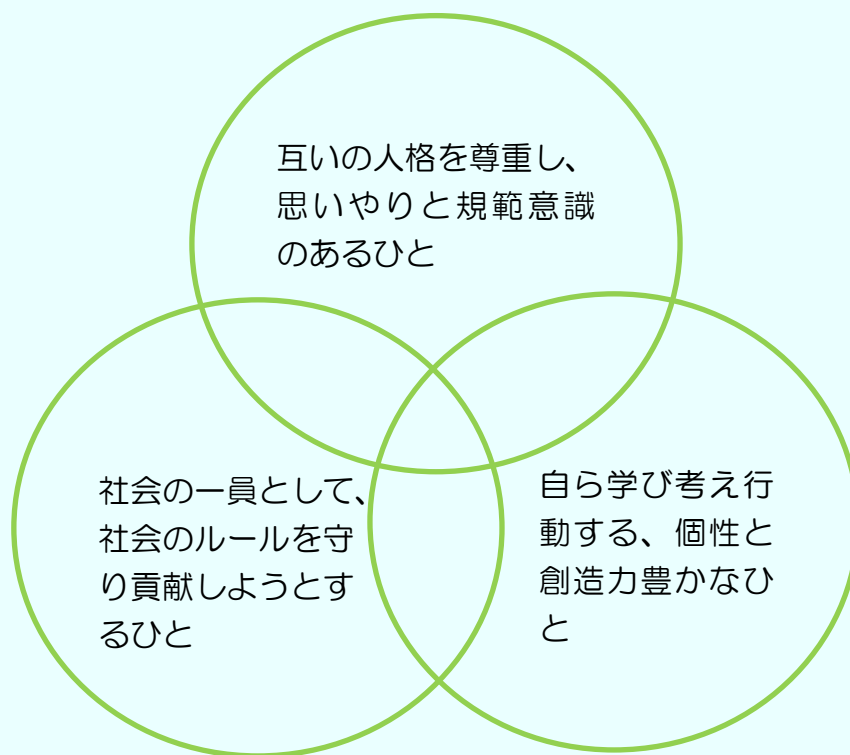 互いの人格を尊重し、
思いやりと規範意識
のあるひと
社会の一員として、
社会のルールを守
り貢献しようとす
るひと
自ら学び考え行
動する、個性と
創造力豊かなひ
と